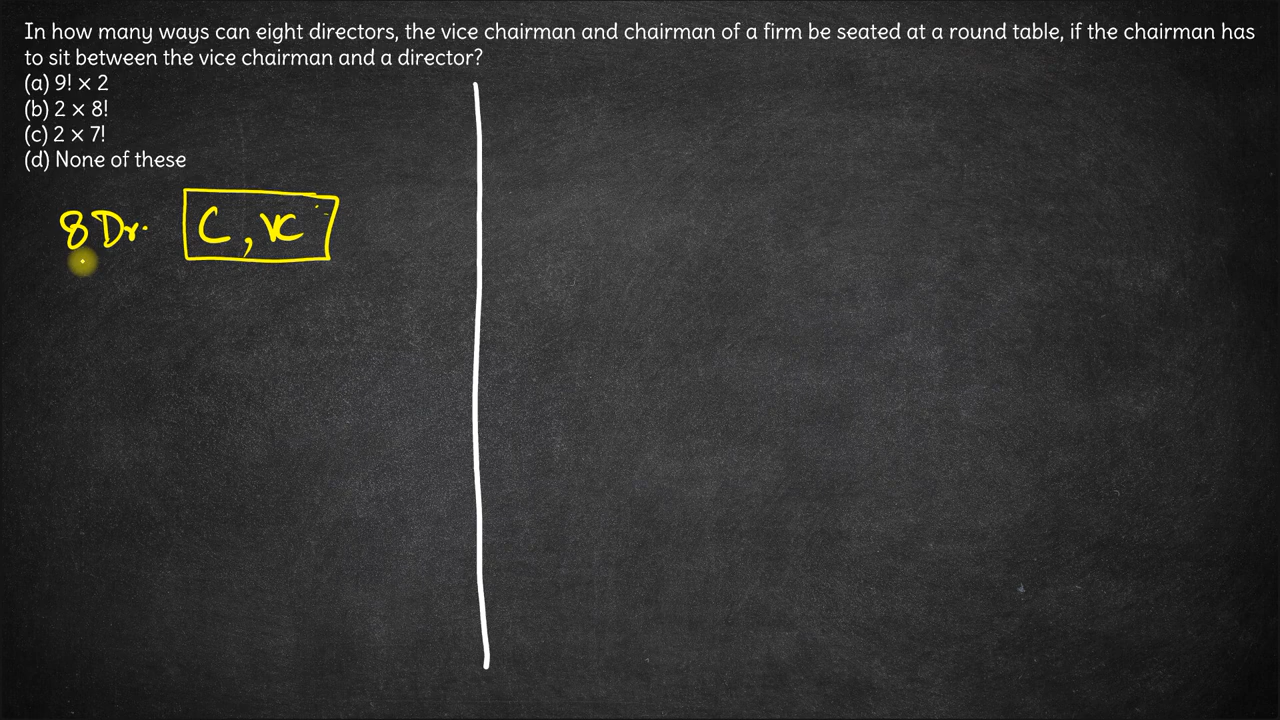 In how many ways can eight directors, the vice chairman and chairman of a firm be seated at a round table, if the chairman has
to sit between the vice chairman and a director?
(a) 9! × 2
(b) 2 × 8!
(c) 2 × 7!
(d) None of these
8 Dr. C, VC